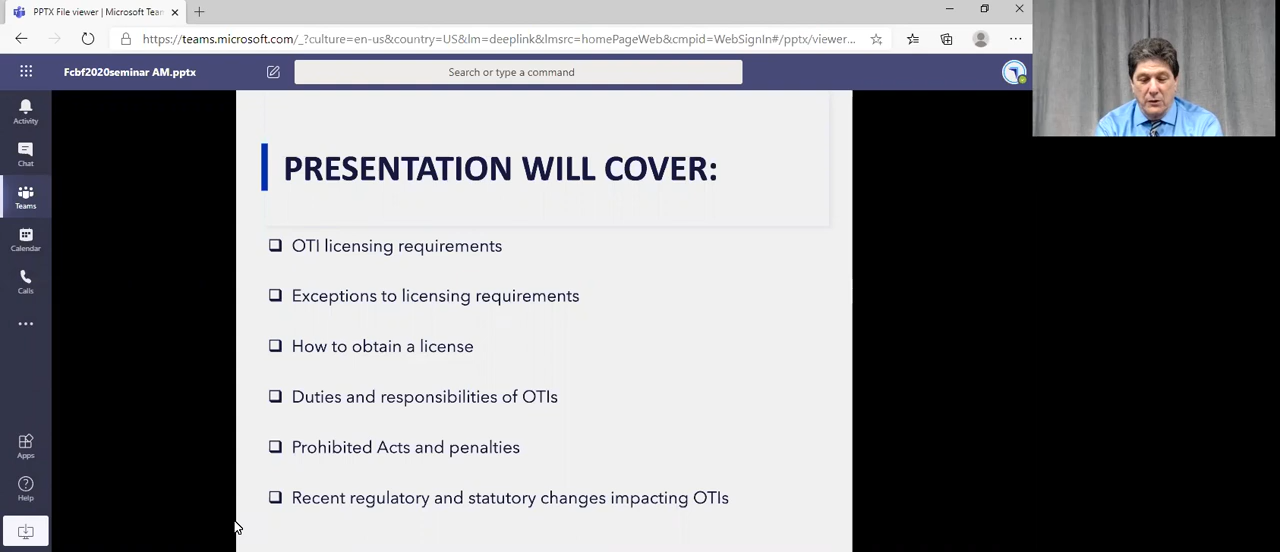 PPTX File viewer | Microsoft Team
https://teams.microsoft.com/_?culture=en-us&country=US&lm=deeplink&lmsrc=homePageWeb&cmpid=WebSignIn#/pptx/viewer...
Fcbf2020seminar AM.pptx
Search or type a command
Activity
Chat
Teams
Calendar
Calls
Apps
Help
PRESENTATION WILL COVER:
OTI licensing requirements
Exceptions to licensing requirements
How to obtain a license
Duties and responsibilities of OTIs
Prohibited Acts and penalties
Recent regulatory and statutory changes impacting OTIs